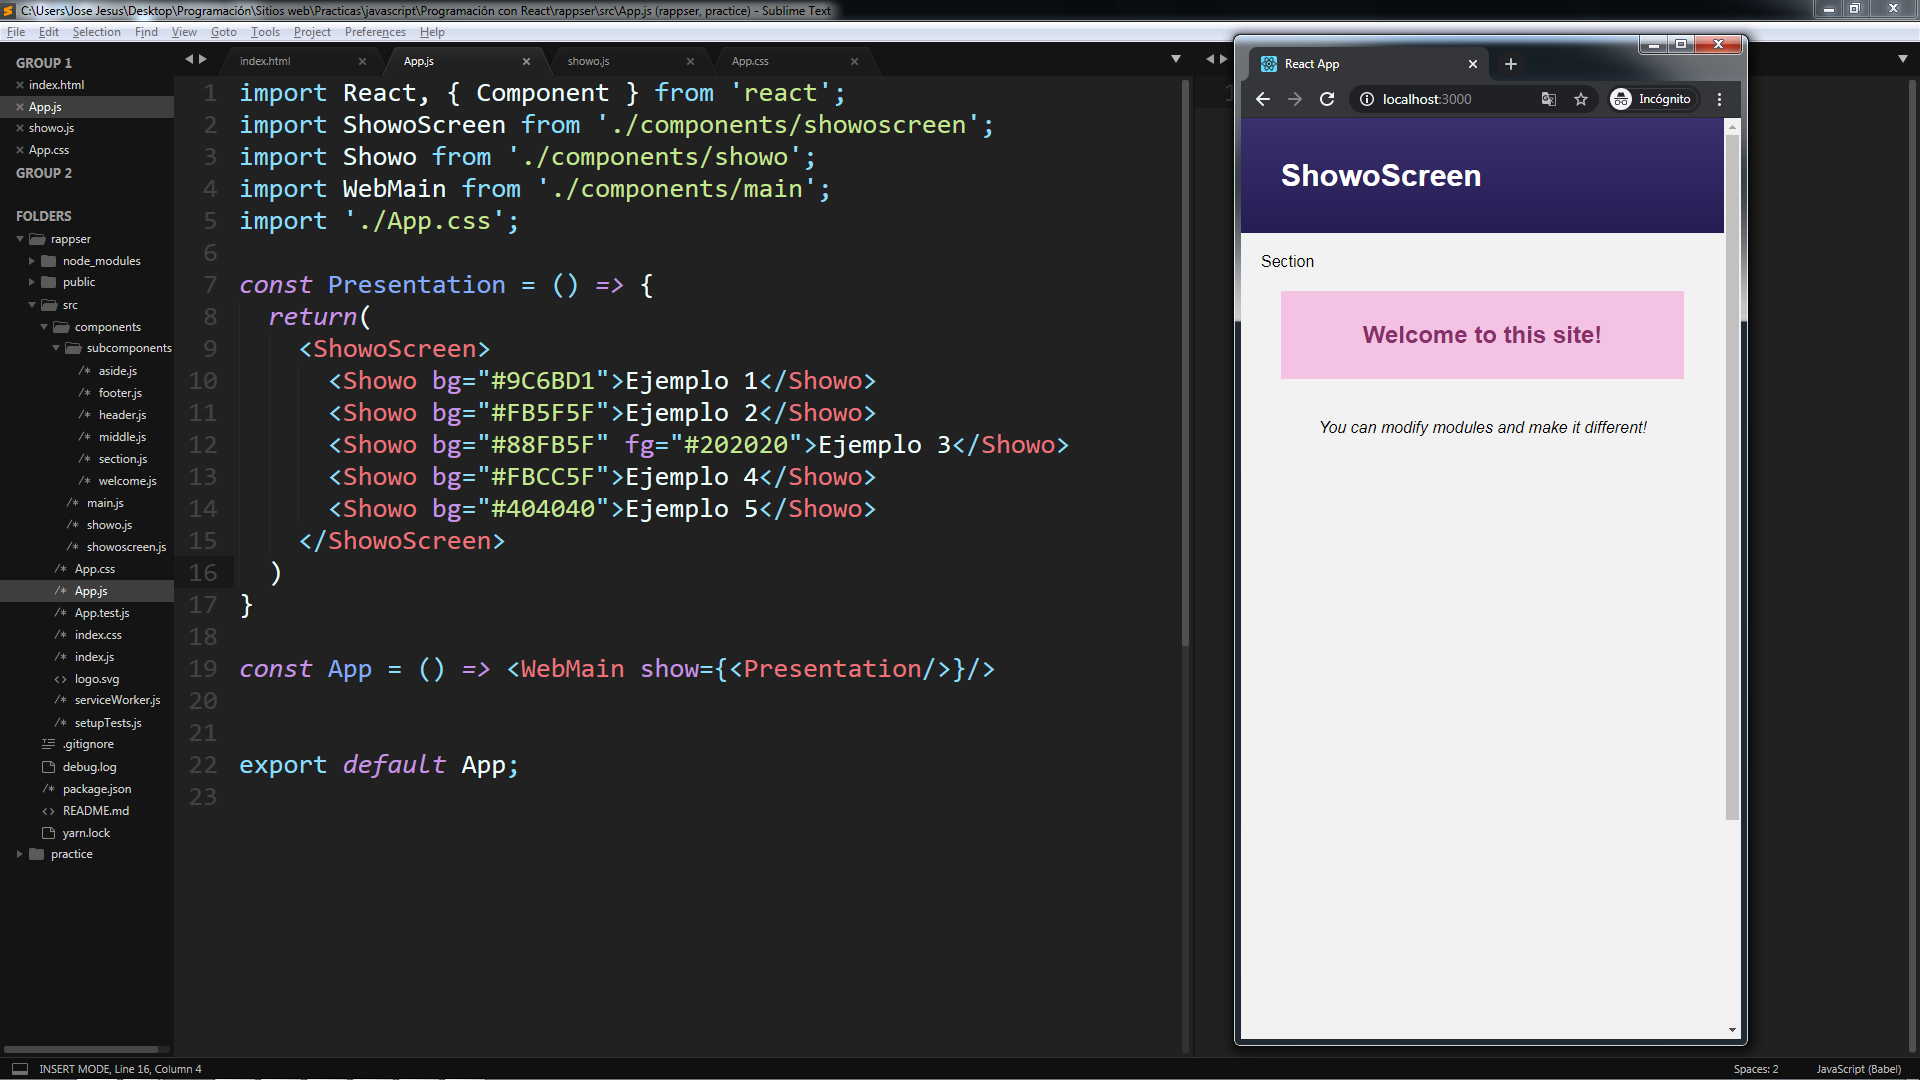 C:\Users\Jose Jesus\Desktop\Programación\Sitios web\Practicas\javascript\Programación con React\rappser\src\App.js (rappser, practice) - Sublime Text
File Edit Selection Find View Goto Tools Project Preferences Help
GROUP 1
index.html
App.js
showo.js
App.css
GROUP 2
FOLDERS
rappser
node_modules
public
src
components
subcomponents
/* aside.js
/* footer.js
/* header.js
/* middle.js
/* section.js
/* welcome.js
/* main.js
/* showo.js
/* showoscreen.js
/* App.css
/* App.js
/* App.test.js
/* index.css
/* index.js
<> logo.svg
/* serviceWorker.js
/* setupTests.js
.gitignore
debug.log
/* package.json
<> README.md
yarn.lock
practice
index.html App.js showo.js App.css
1 import React, { Component } from 'react';
2 import ShowoScreen from './components/showoscreen';
3 import Showo from './components/showo';
4 import WebMain from './components/main';
5 import './App.css';
6
7 const Presentation = () => {
8 return(
9 <ShowoScreen>
10 <Showo bg="#9C6BD1">Ejemplo 1</Showo>
11 <Showo bg="#FB5F5F">Ejemplo 2</Showo>
12 <Showo bg="#88FB5F" fg="#202020">Ejemplo 3</Showo>
13 <Showo bg="#FBCC5F">Ejemplo 4</Showo>
14 <Showo bg="#404040">Ejemplo 5</Showo>
15 </ShowoScreen>
16 )
17 }
18
19 const App = () => <WebMain show={<Presentation/>}/>
20
21
22 export default App;
23
1
React App
localhost:3000
Incógnito
ShowoScreen
Section
Welcome to this site!
You can modify modules and make it different!
INSERT MODE, Line 16, Column 4
Spaces: 2
JavaScript (Babel)